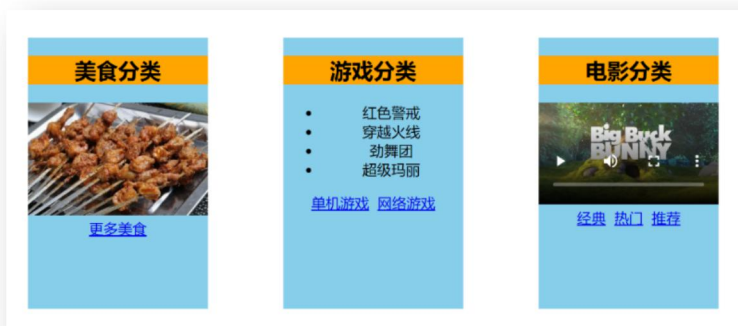 美食分类
更多美食
游戏分类
红色警戒
穿越火线
劲舞团
超级玛丽
单机游戏 网络游戏
电影分类
Big Buck
BUNNY
经典 热门 推荐